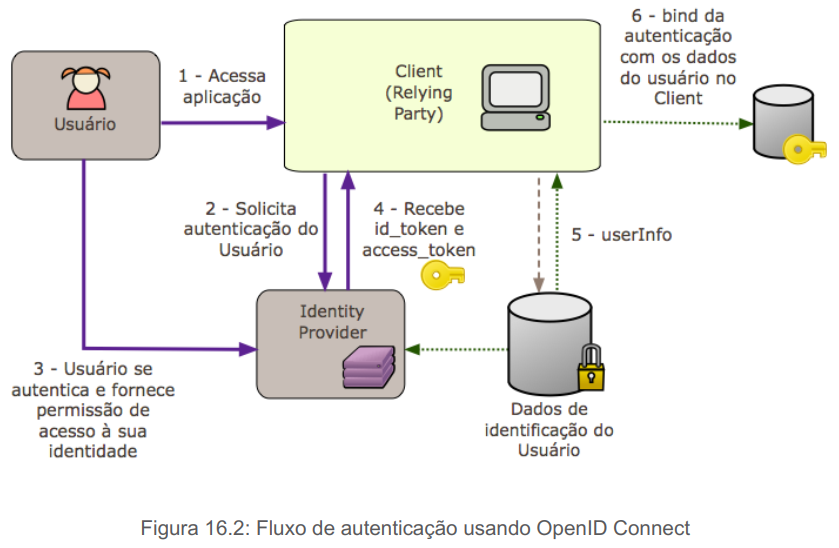 1 - Acessa
aplicação
Usuário
Client
(Relying
Party)
6 - bind da
autenticação
com os dados
do usuário no
Client
2 - Solicita
autenticação do
Usuário
4 - Recebe
id_token e
access_token
5 - userInfo
Identity
Provider
3 - Usuário se
autentica e fornece
permissão de
acesso à sua
identidade
Dados de
identificação do
Usuário
Figura 16.2: Fluxo de autenticação usando OpenID Connect